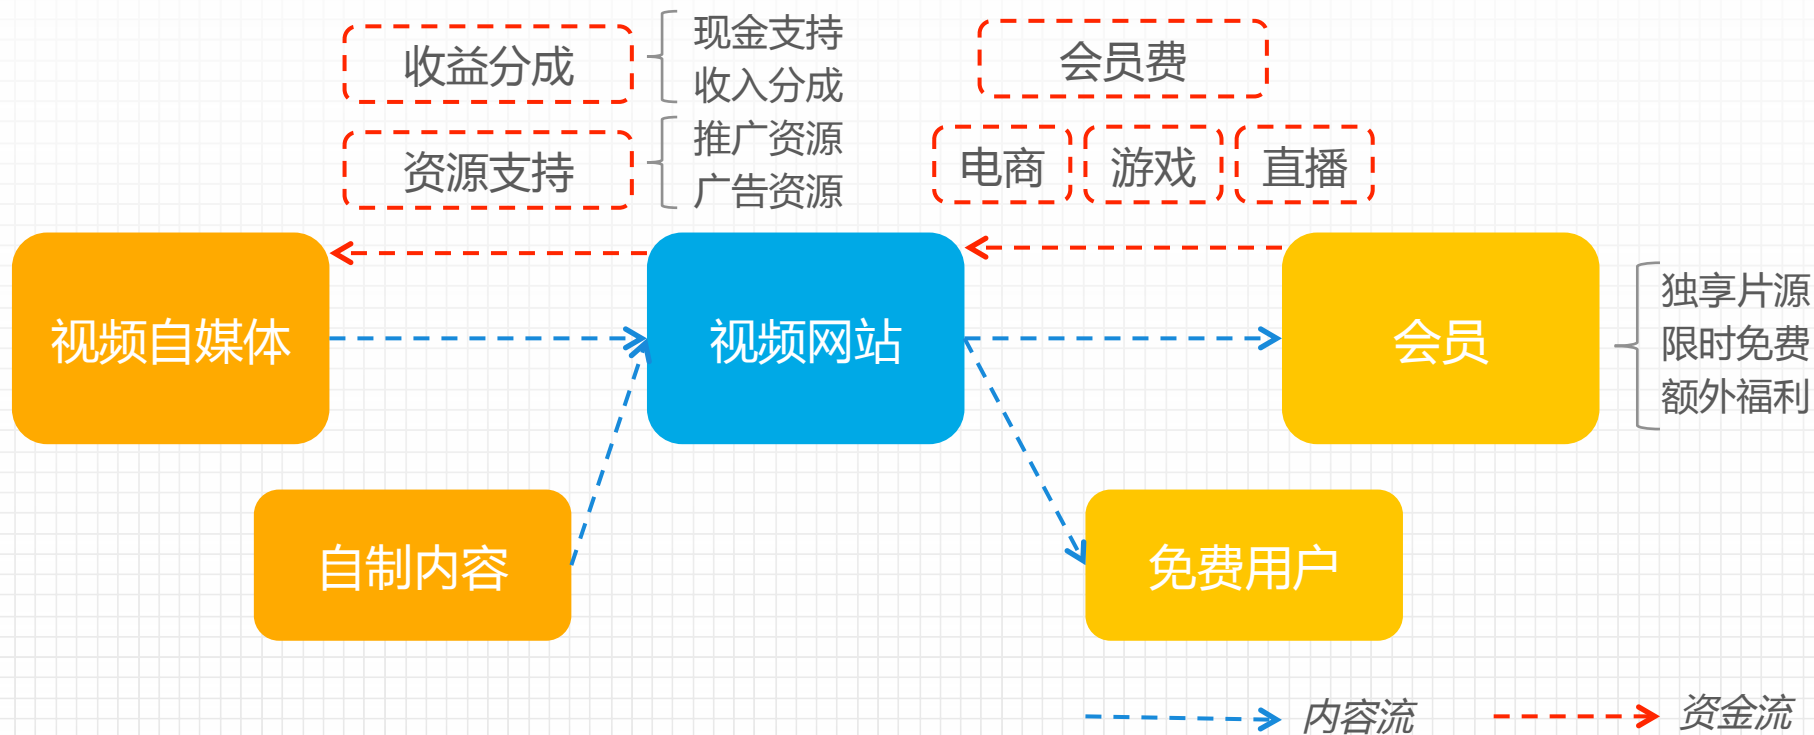 收益分成
现金支持
收入分成
资源支持
推广资源
广告资源
会员费
电商
游戏
直播
视频自媒体
视频网站
会员
独享片源
限时免费
额外福利
自制内容
免费用户
内容流
资金流